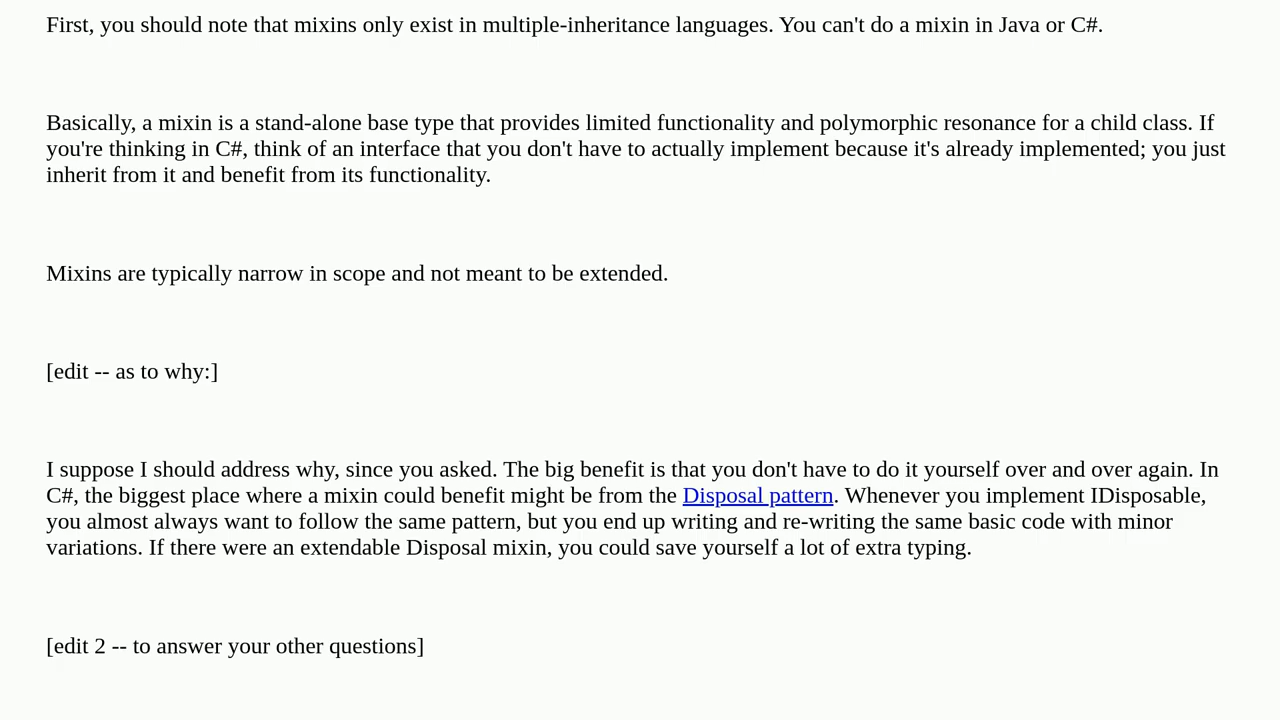 First, you should note that mixins only exist in multiple-inheritance languages. You can't do a mixin in Java or C#.
Basically, a mixin is a stand-alone base type that provides limited functionality and polymorphic resonance for a child class. If
you're thinking in C#, think of an interface that you don't have to actually implement because it's already implemented; you just
inherit from it and benefit from its functionality.
Mixins are typically narrow in scope and not meant to be extended.
[edit -- as to why:]
I suppose I should address why, since you asked. The big benefit is that you don't have to do it yourself over and over again. In
C#, the biggest place where a mixin could benefit might be from the Disposal pattern. Whenever you implement IDisposable,
you almost always want to follow the same pattern, but you end up writing and re-writing the same basic code with minor
variations. If there were an extendable Disposal mixin, you could save yourself a lot of extra typing.
[edit 2 -- to answer your other questions]